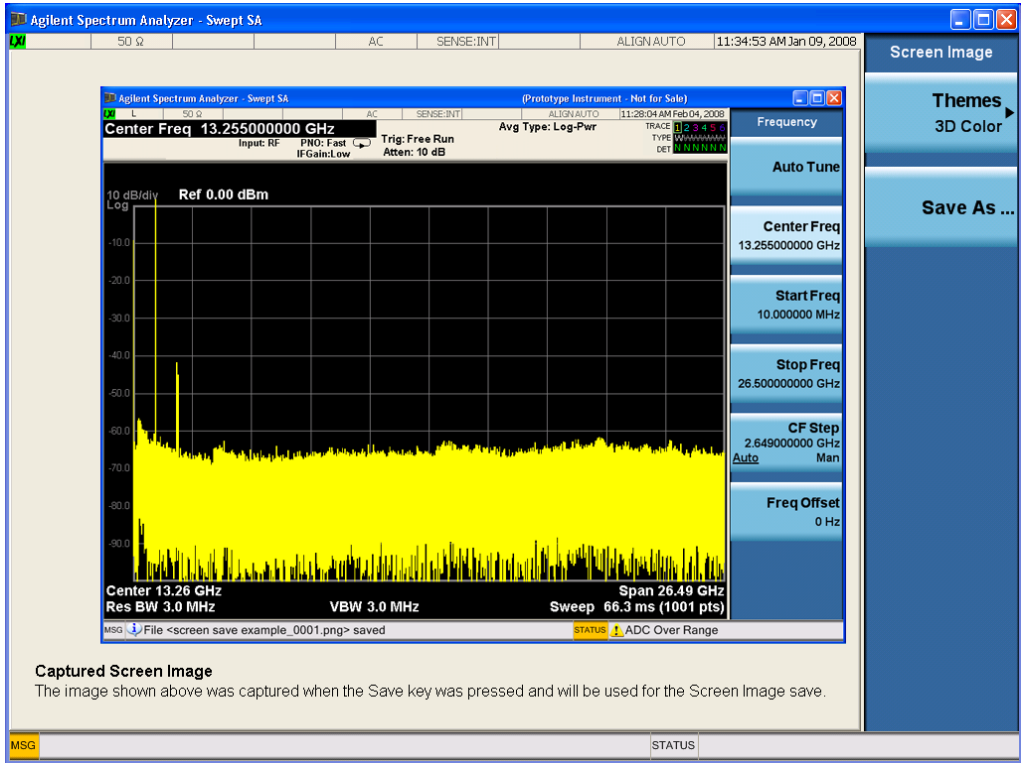 Agilent Spectrum Analyzer - Swept SA
LXI
50 Ω
AC
SENSE:INT
ALIGN AUTO
11:34:53 AM Jan 09, 2008
Screen Image
Themes
3D Color
Save As ...
Agilent Spectrum Analyzer - Swept SA
(Prototype Instrument - Not for Sale)
LXI
L
50 Ω
AC
SENSE:INT
ALIGNAUTO
11:28:04 AM Feb 04, 2008
Center Freq 13.255000000 GHz
Input: RF
PNO: Fast
IFGain:Low
Trig: Free Run
Atten: 10 dB
Avg Type: Log-Pwr
TRACE 1 2 3 4 5 6
TYPE WWWWWW
DET N N N N N N
10 dB/div
Log
Ref 0.00 dBm
-10.0
-20.0
-30.0
-40.0
-50.0
-60.0
-70.0
-80.0
-90.0
Center 13.26 GHz
Span 26.49 GHz
Res BW 3.0 MHz
VBW 3.0 MHz
Sweep 66.3 ms (1001 pts)
MSG
File <screen save example_0001.png> saved
STATUS
ADC Over Range
Frequency
Auto Tune
Center Freq
13.255000000 GHz
Start Freq
10.000000 MHz
Stop Freq
26.500000000 GHz
CF Step
2.649000000 GHz
Auto Man
Freq Offset
0 Hz
Captured Screen Image
The image shown above was captured when the Save key was pressed and will be used for the Screen Image save.
MSG
STATUS